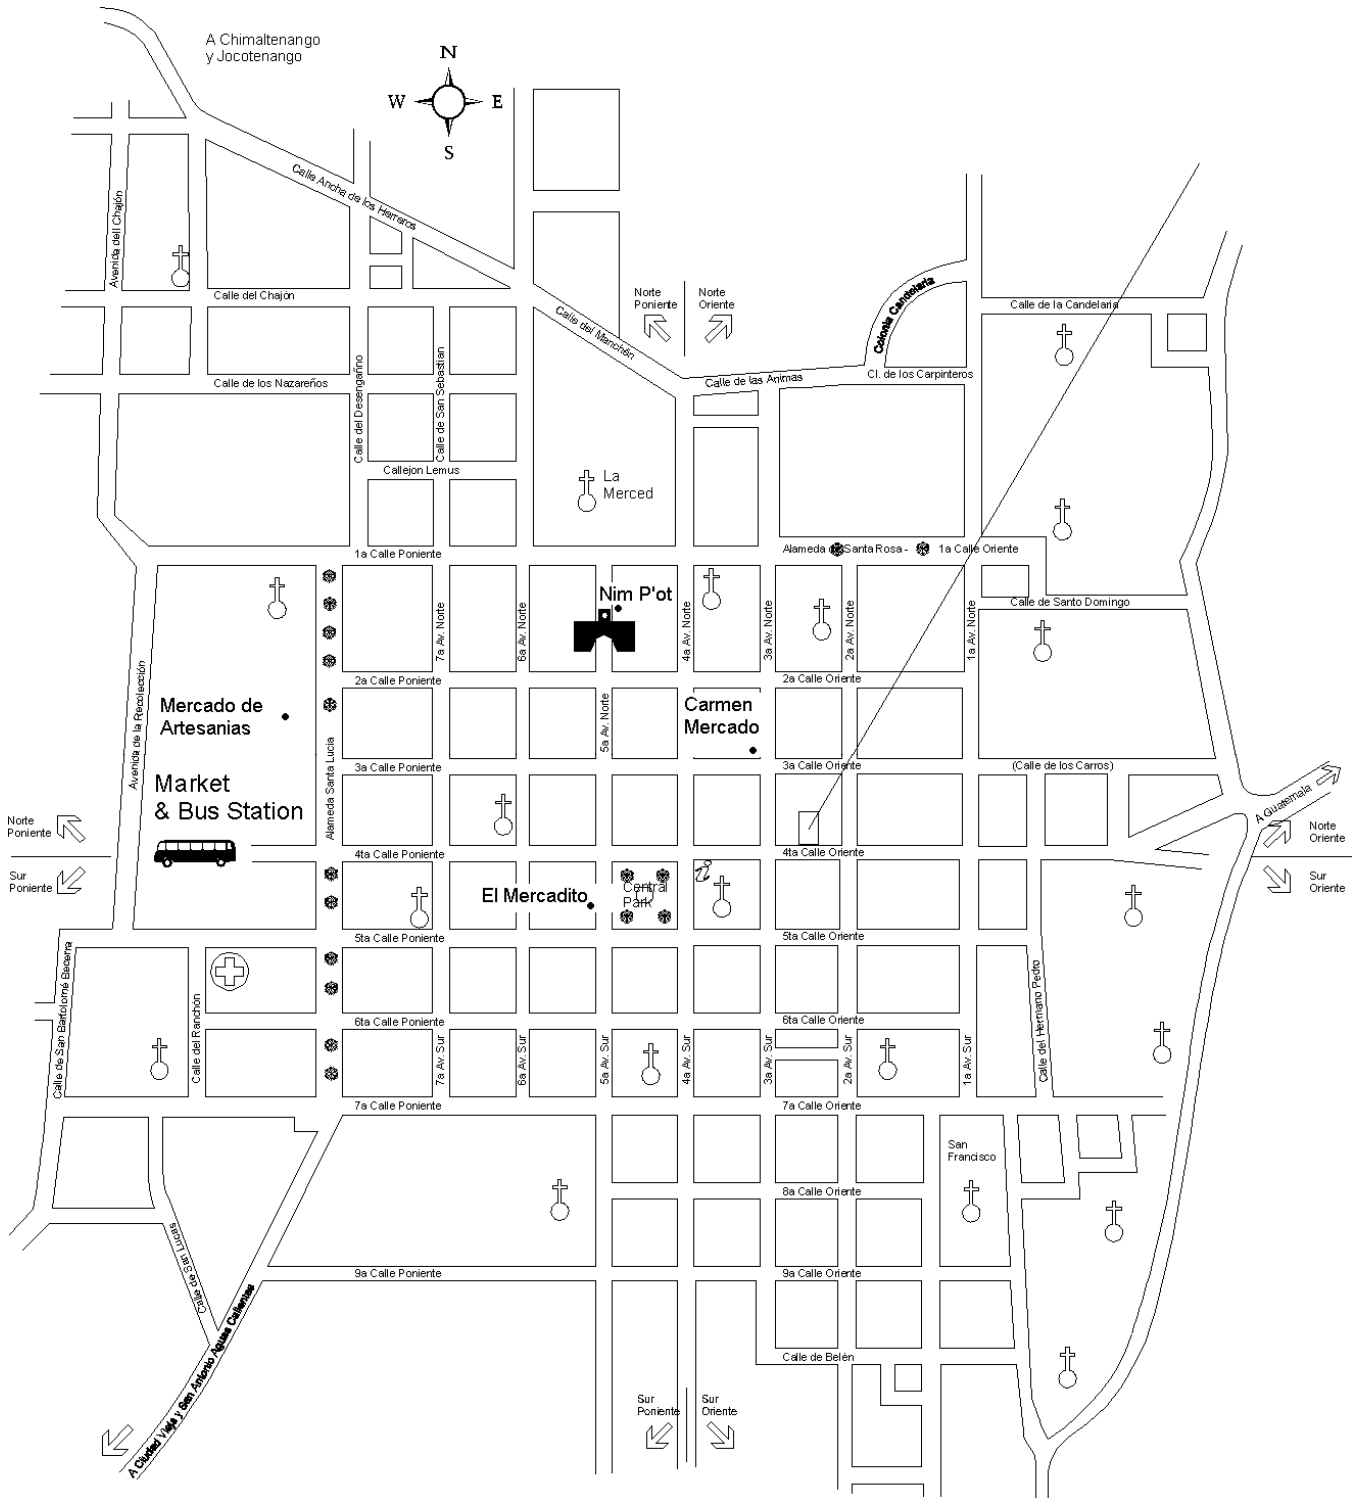 A Chimaltenango
y Jocotenango
N
W
E
S
Calle Ancha de los Herreros
Avenida dell Chajón
Calle del Chajón
Norte
Poniente
Norte
Oriente
Calle del Manchén
Colonia Candelaria
Calle de la Candelaria
Calle de los Nazareños
Calle del Desengañno
Calle de San Sebastian
Calle de las Animas
Cl. de los Carpinteros
Callejon Lemus
La
Merced
1a Calle Poniente
Alameda
Santa Rosa -
1a Calle Oriente
Nim P'ot
7a Av. Norte
6a Av. Norte
4a Av. Norte
3a Av. Norte
2a Av. Norte
1a Av. Norte
Calle de Santo Domingo
Avenida de la Recolección
2a Calle Poniente
2a Calle Oriente
Mercado de
Artesanias
5a Av. Norte
Carmen
Mercado
Alameda Santa Lucia
3a Calle Poniente
3a Calle Oriente
(Calle de los Carros)
Market
& Bus Station
A Guatemala
Norte
Poniente
Norte
Oriente
4ta Calle Poniente
4ta Calle Oriente
Sur
Poniente
Sur
Oriente
El Mercadito
Central
Park
i
5ta Calle Poniente
5ta Calle Oriente
Calle de San Bartolomé Becerra
Calle del Ranchón
Calle del Hermano Pedro
6ta Calle Poniente
6ta Calle Oriente
7a Av. Sur
6a Av. Sur
5a Av. Sur
4a Av. Sur
3a Av. Sur
2a Av. Sur
1a Av. Sur
7a Calle Poniente
7a Calle Oriente
San
Francisco
8a Calle Oriente
Calle de San Lucas
9a Calle Poniente
9a Calle Oriente
A Ciudad Vieja y San Antonio Aguas Calientes
Calle de Belén
Sur
Poniente
Sur
Oriente